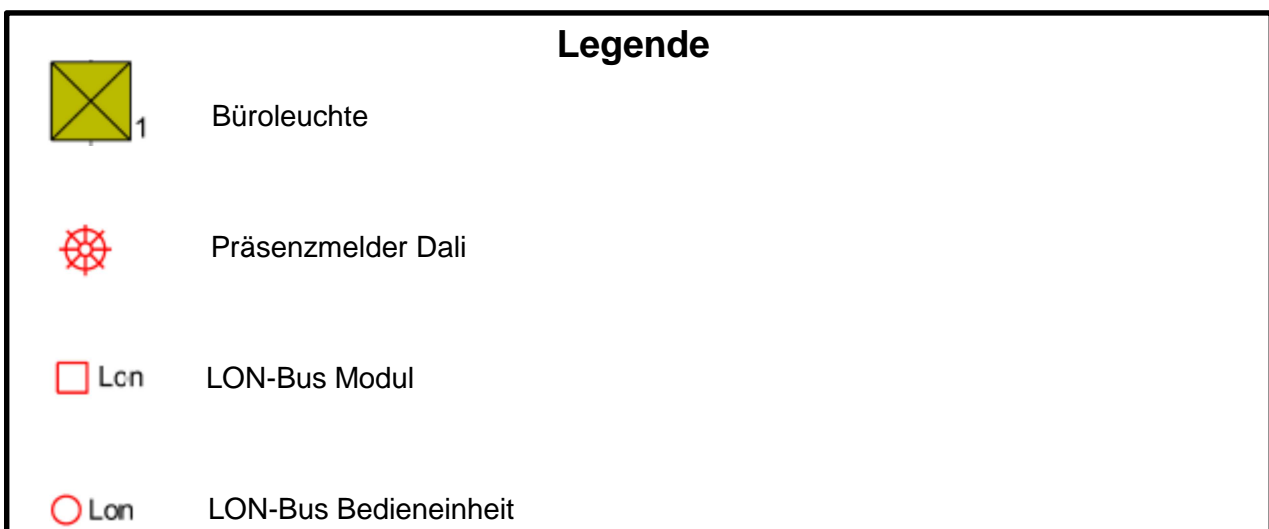 Legende
1 Büroleuchte
Präsenzmelder Dali
Lon LON-Bus Modul
Lon LON-Bus Bedieneinheit